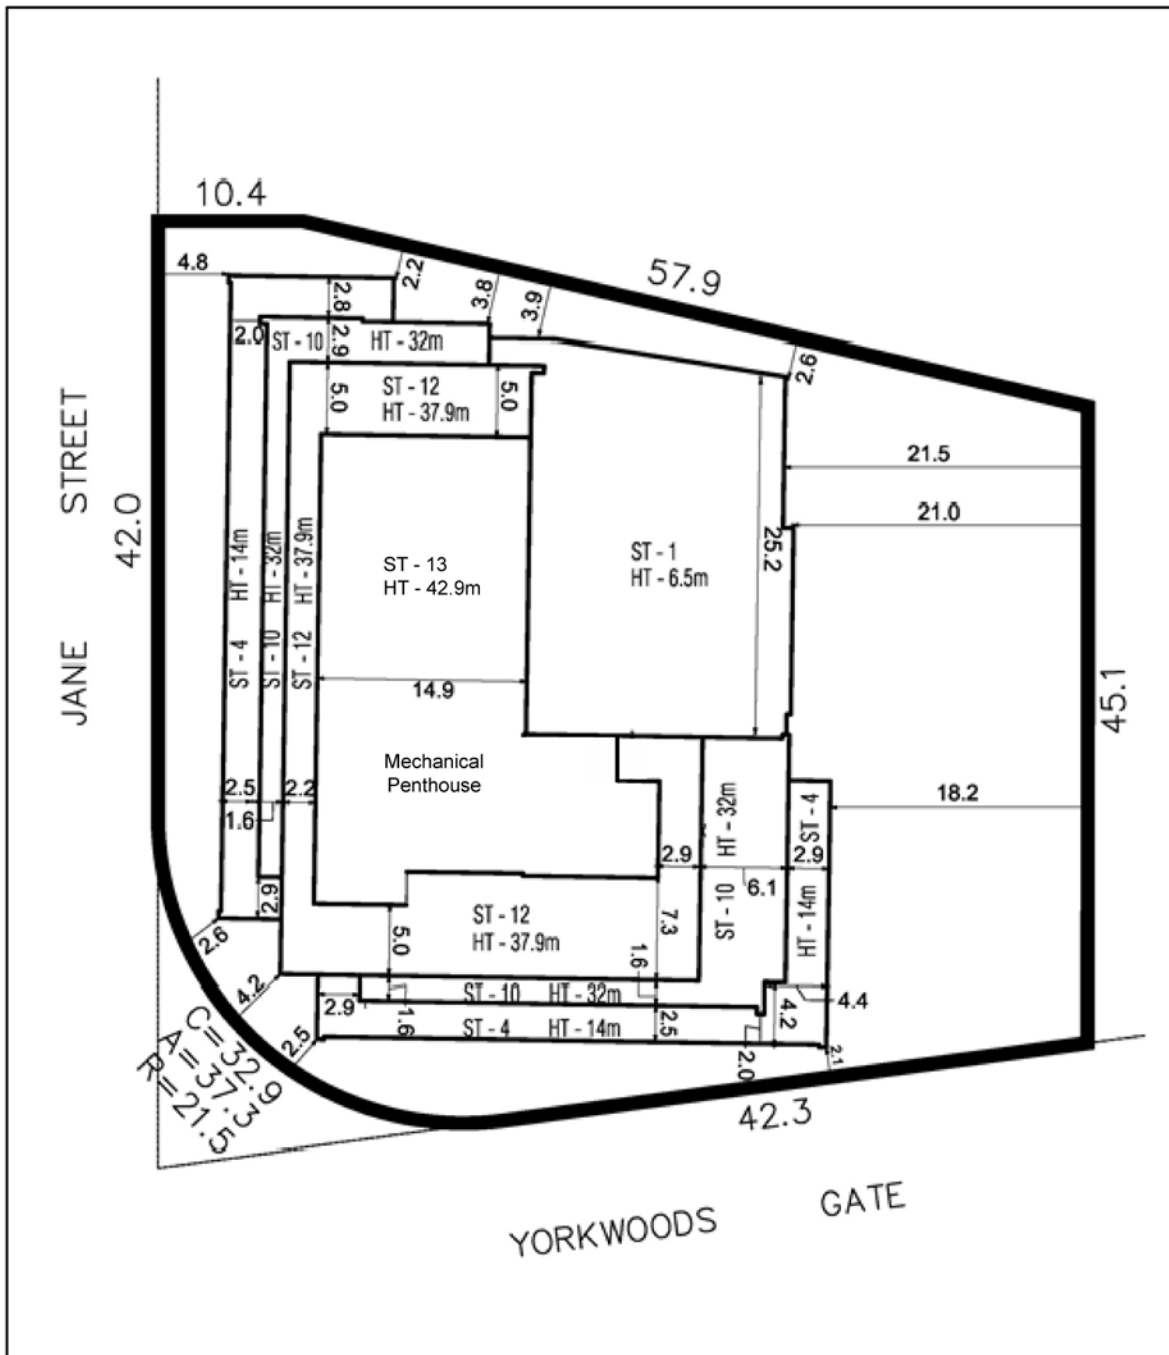 10.4
57.9
4.8
2.2
3.8
3.9
2.6
2.8
2.0
2.9
ST - 10
HT - 32m
5.0
ST - 12
HT - 37.9m
5.0
21.5
21.0
25.2
JANE STREET
42.0
ST - 4 HT - 14m
ST - 10 HT - 32m
ST - 12 HT - 37.9m
ST - 13
HT - 42.9m
ST - 1
HT - 6.5m
14.9
45.1
Mechanical
Penthouse
2.5
1.6
2.2
18.2
2.9
6.1
2.9
ST - 10 HT - 32m
HT - 14m ST - 4
2.9
2.6
4.2
2.5
5.0
ST - 12
HT - 37.9m
7.3
1.6
2.9
1.6
ST - 10 HT - 32m
ST - 4 HT - 14m
2.5
2.0
4.2
4.4
2.1
C=32.9
A=37.3
R=21.5
42.3
YORKWOODS GATE